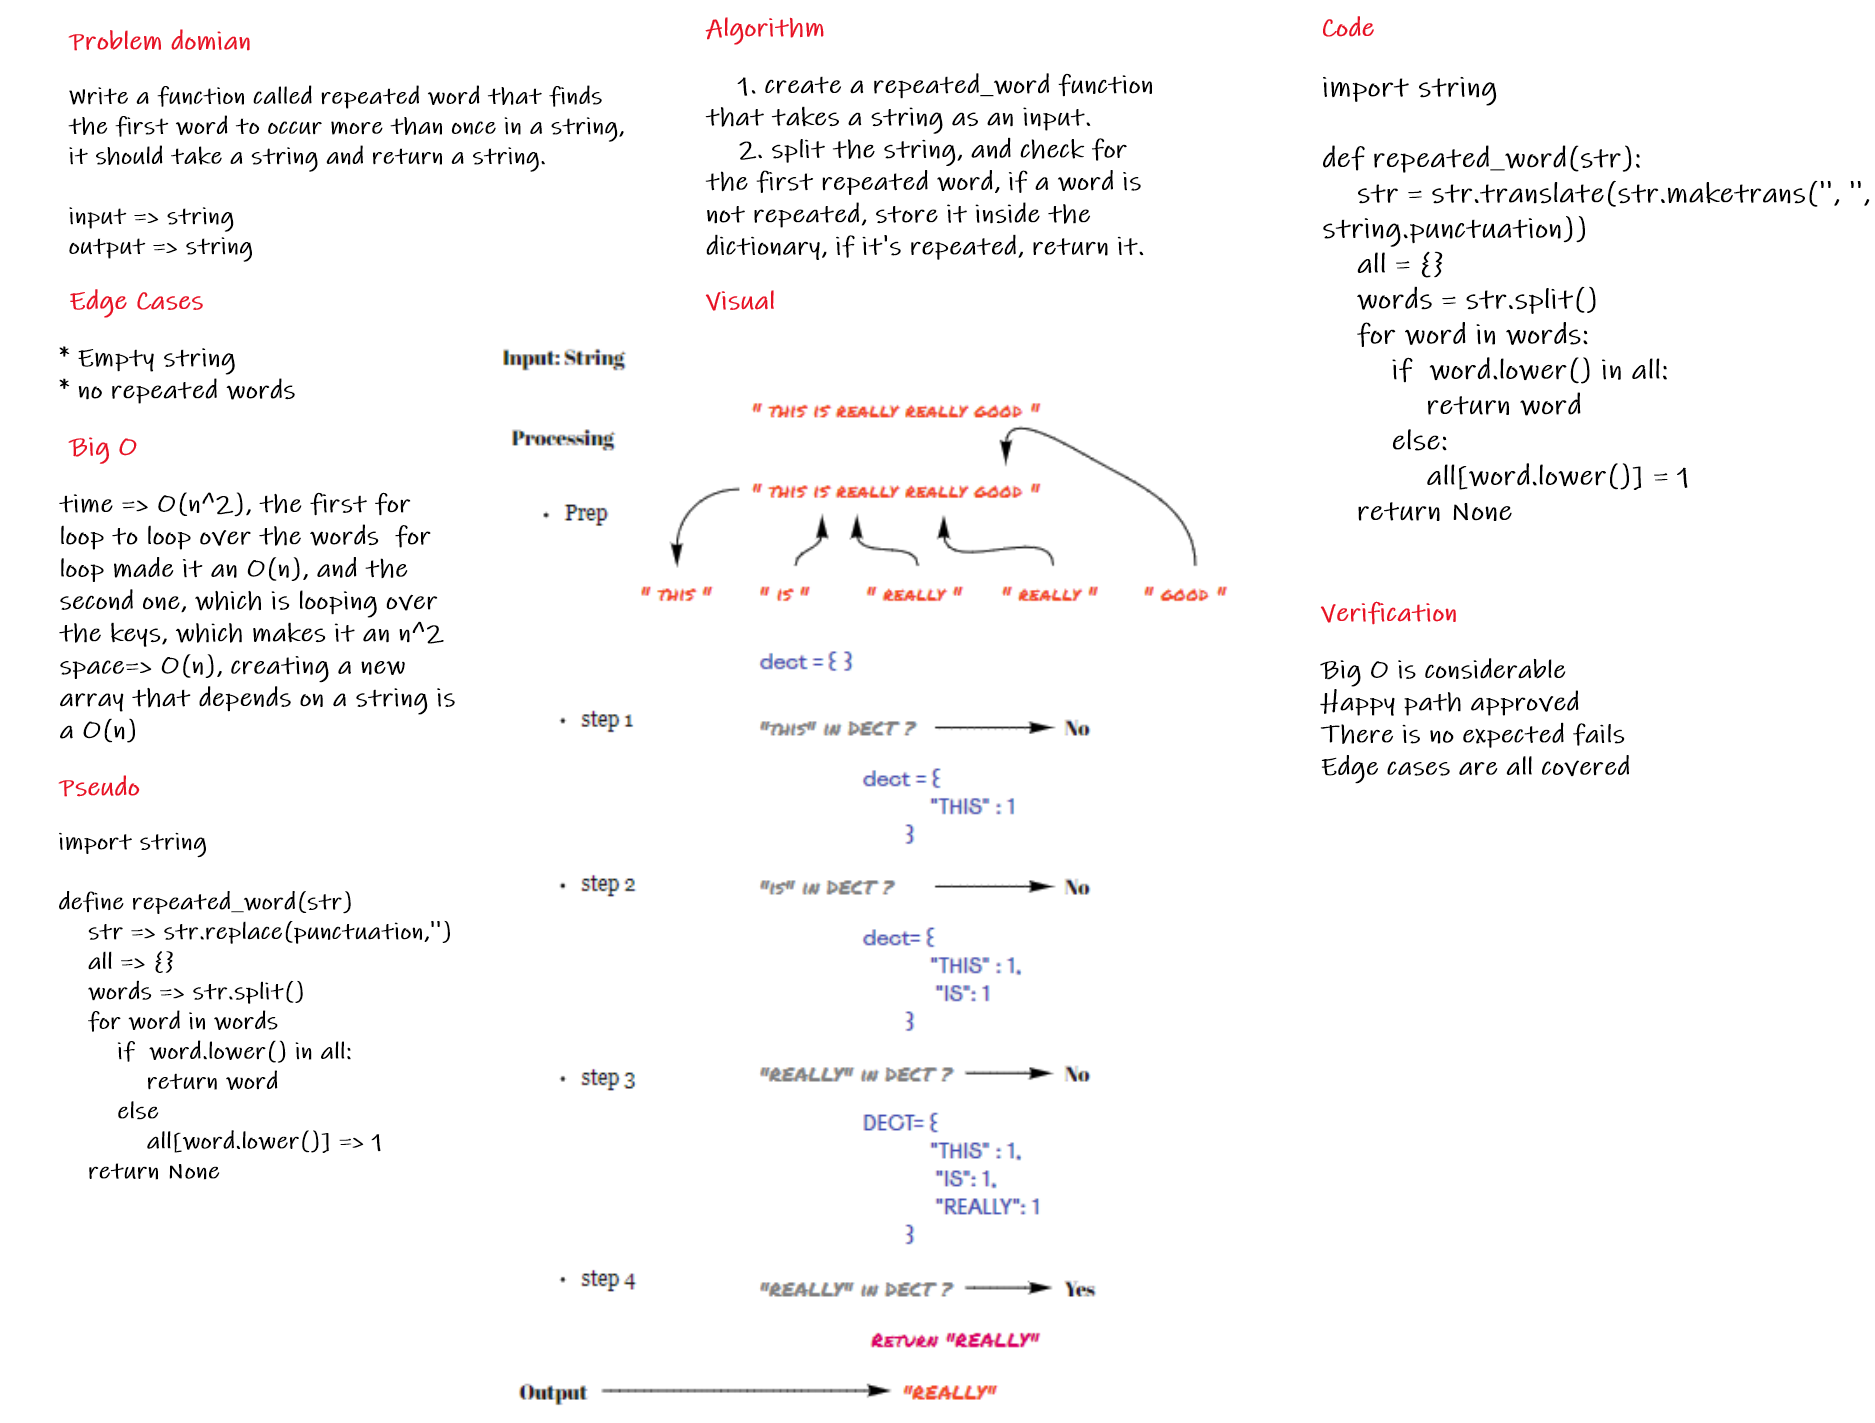 Problem domian
Write a function called repeated word that finds
the first word to occur more than once in a string,
it should take a string and return a string.
input => string
output => string
Edge Cases
* Empty string
* no repeated words
Big O
time => O(n^2), the first for
loop to loop over the words for
loop made it an O(n), and the
second one, which is looping over
the keys, which makes it an n^2
space=> O(n), creating a new
array that depends on a string is
a O(n)
Pseudo
import string
define repeated_word(str)
str => str.replace(punctuation,'')
all => {}
words => str.split()
for word in words
if word.lower() in all:
return word
else
all[word.lower()] => 1
return None
Algorithm
1. create a repeated_word function
that takes a string as an input.
2. split the string, and check for
the first repeated word, if a word is
not repeated, store it inside the
dictionary, if it's repeated, return it.
Visual
Input: String
" THIS IS REALLY REALLY GOOD "
Processing
" THIS IS REALLY REALLY GOOD "
• Prep
" THIS " " IS " " REALLY " " REALLY " " GOOD "
dect = { }
• step 1 "THIS" IN DECT ? No
dect = {
"THIS" : 1
}
• step 2 "IS" IN DECT ? No
dect= {
"THIS" : 1,
"IS": 1
}
• step 3 "REALLY" IN DECT ? No
DECT= {
"THIS" : 1,
"IS": 1,
"REALLY": 1
}
• step 4 "REALLY" IN DECT ? Yes
RETURN "REALLY"
Output "REALLY"
Code
import string
def repeated_word(str):
str = str.translate(str.maketrans('', '',
string.punctuation))
all = {}
words = str.split()
for word in words:
if word.lower() in all:
return word
else:
all[word.lower()] = 1
return None
Verification
Big O is considerable
Happy path approved
There is no expected fails
Edge cases are all covered